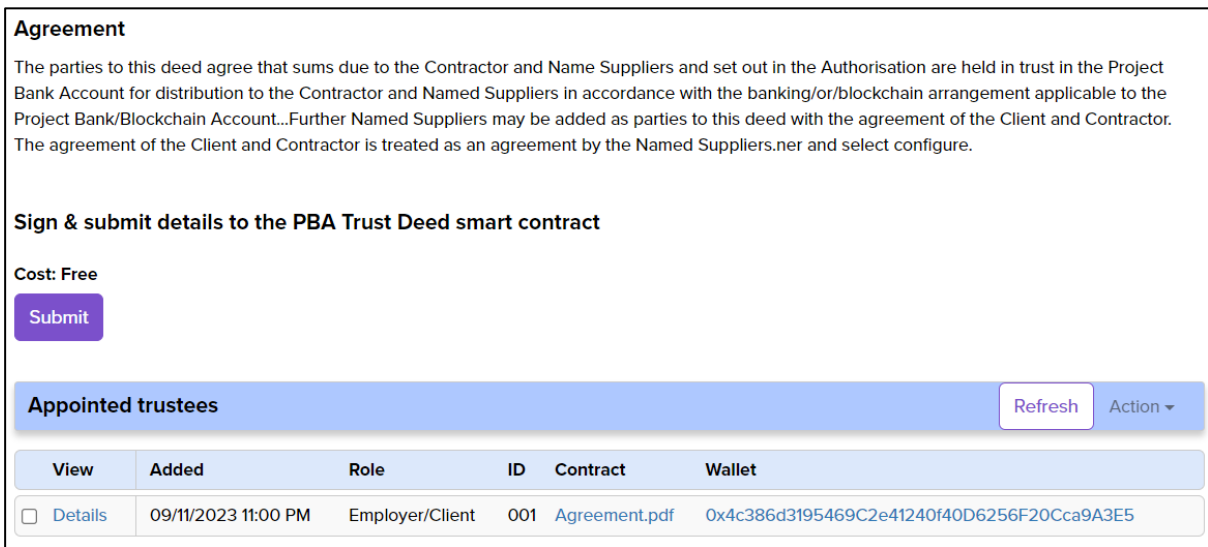 Agreement
The parties to this deed agree that sums due to the Contractor and Name Suppliers and set out in the Authorisation are held in trust in the Project
Bank Account for distribution to the Contractor and Named Suppliers in accordance with the banking/or/blockchain arrangement applicable to the
Project Bank/Blockchain Account...Further Named Suppliers may be added as parties to this deed with the agreement of the Client and Contractor.
The agreement of the Client and Contractor is treated as an agreement by the Named Suppliers.ner and select configure.
Sign & submit details to the PBA Trust Deed smart contract
Cost: Free
Submit
Appointed trustees Refresh Action
View Added Role ID Contract Wallet
Details 09/11/2023 11:00 PM Employer/Client 001 Agreement.pdf 0x4c386d3195469C2e41240f40D6256F20Cca9A3E5